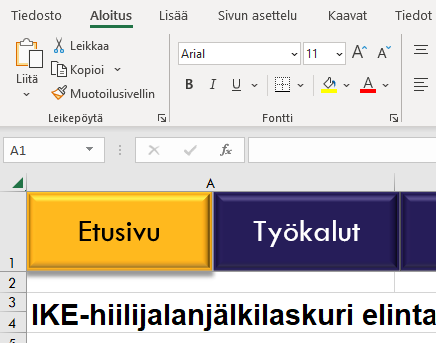 Tiedosto Aloitus Lisää Sivun asettelu Kaavat Tiedot
Leikkaa
Kopioi
Muotoilusivellin
Liitä
Leikepöytä
Arial 11 A A
B I U A
Fontti
A1 fx
A
Etusivu Työkalut
1
2
3
IKE-hiilijalanjälkilaskuri elinta
4